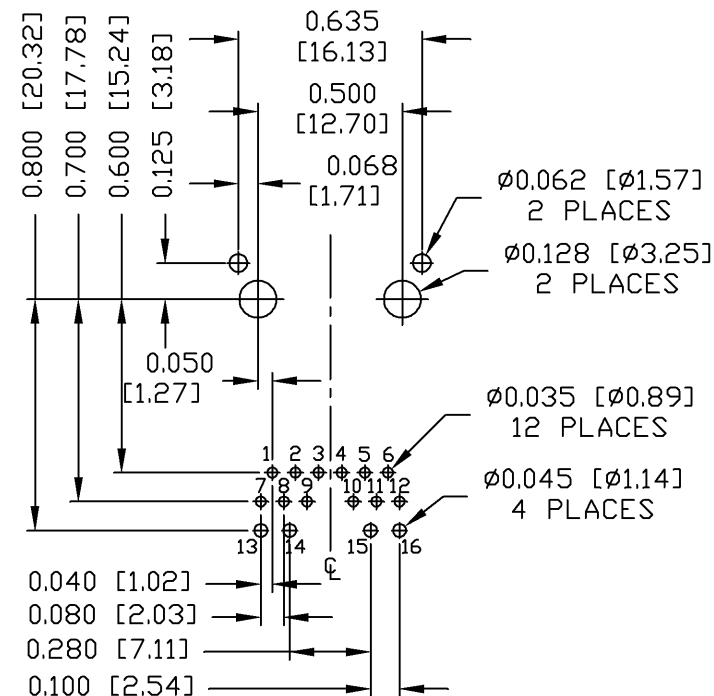 0.800 [20.32]
0.700 [17.78]
0.600 [15.24]
0.125 [3.18]
0.635
[16.13]
0.500
[12.70]
0.068
[1.71]
Ø0.062 [Ø1.57]
2 PLACES
Ø0.128 [Ø3.25]
2 PLACES
0.050
[1.27]
Ø0.035 [Ø0.89]
12 PLACES
1 2 3 4 5 6
Ø0.045 [Ø1.14]
4 PLACES
7 8 9 10 11 12
13 14 15 16
℄
0.040 [1.02]
0.080 [2.03]
0.280 [7.11]
0.100 [2.54]